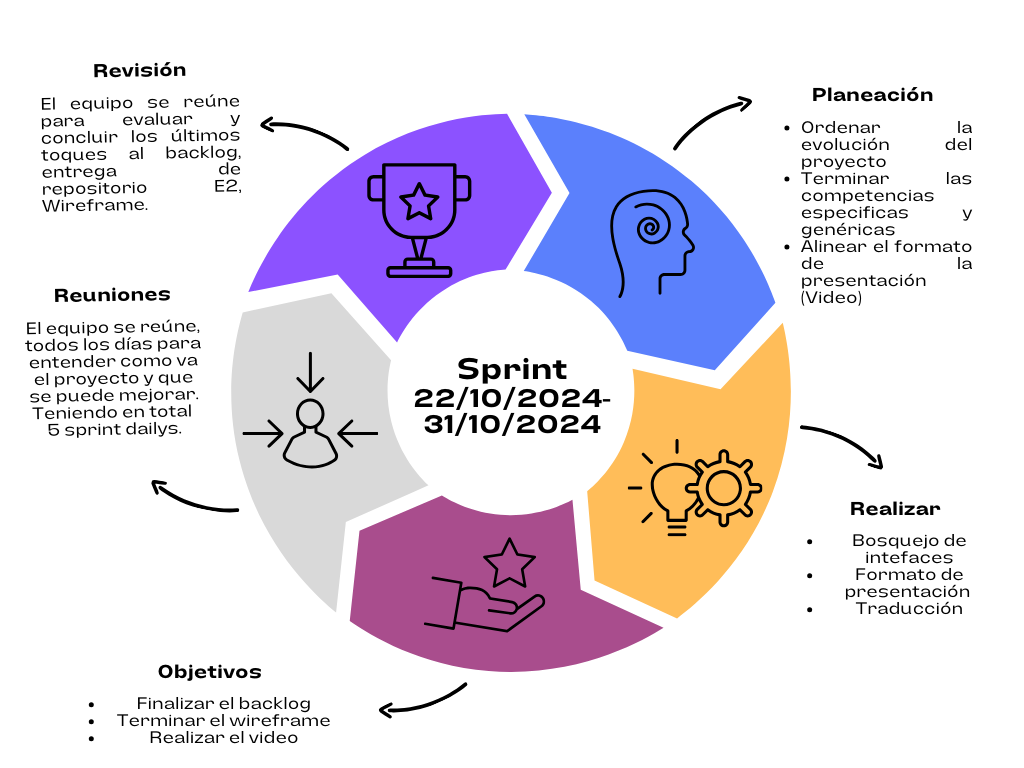 Revisión
El equipo se reúne
para evaluar y
concluir los últimos
toques al backlog,
entrega de
repositorio E2,
Wireframe.
Planeación
• Ordenar la
evolución del
proyecto
• Terminar las
competencias
especificas y
genéricas
• Alinear el formato
de la
presentación
(Video)
Reuniones
El equipo se reúne,
todos los días para
entender como va
el proyecto y que
se puede mejorar.
Teniendo en total
5 sprint dailys.
Sprint
22/10/2024-
31/10/2024
Realizar
• Bosquejo de
intefaces
• Formato de
presentación
• Traducción
Objetivos
• Finalizar el backlog
• Terminar el wireframe
• Realizar el video